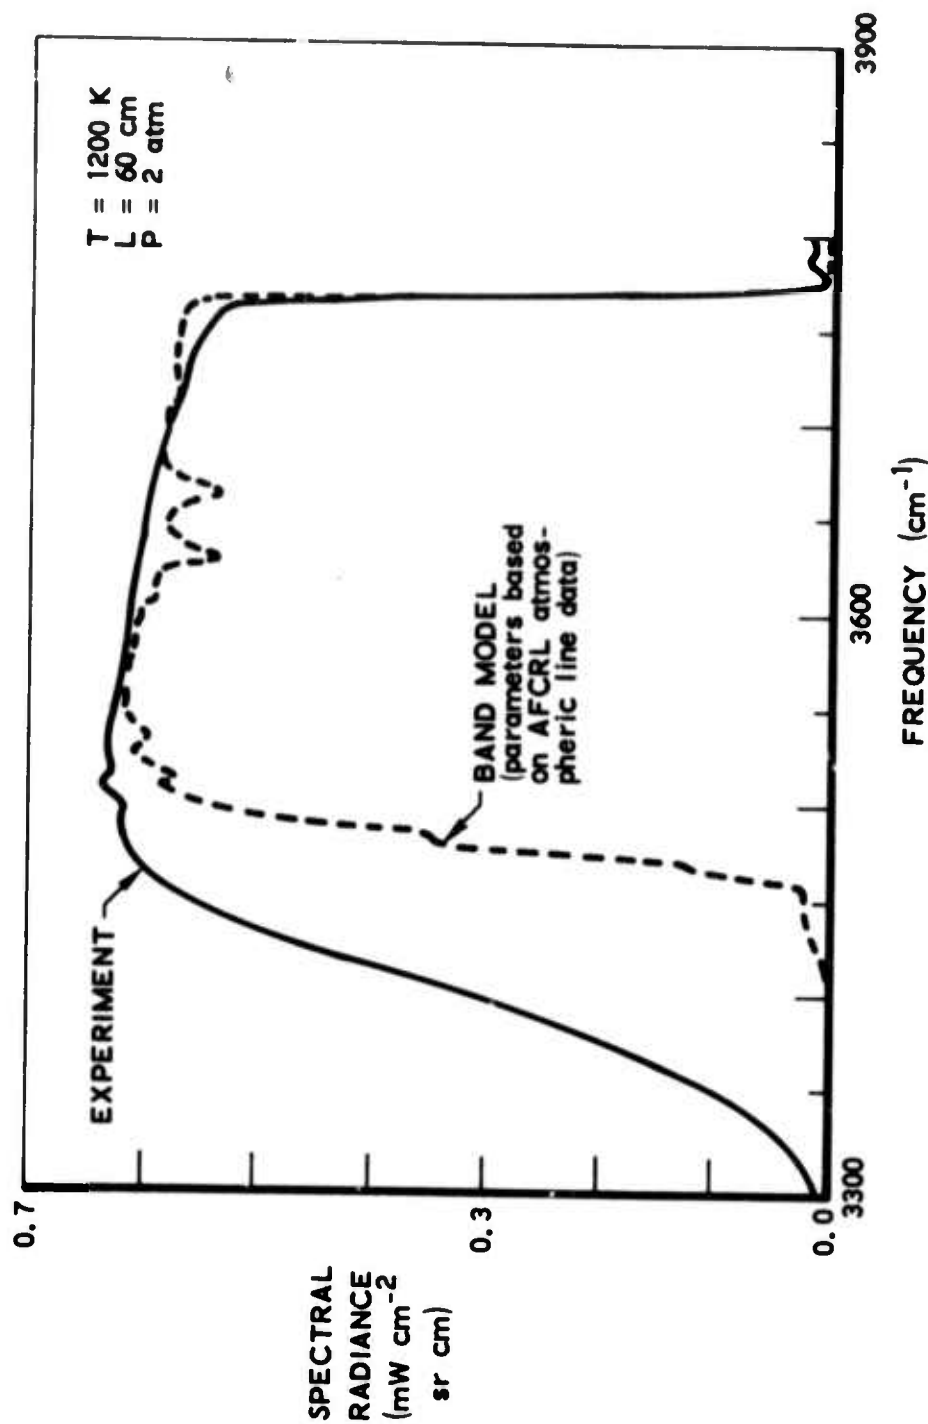 0.7
0.3
0.0
SPECTRAL
RADIANCE
(mW cm-2
sr cm)
EXPERIMENT
BAND MODEL
(parameters based
on AFCRL atmos-
pheric line data)
T = 1200 K
L = 60 cm
P = 2 atm
3300
3600
3900
FREQUENCY (cm-1)